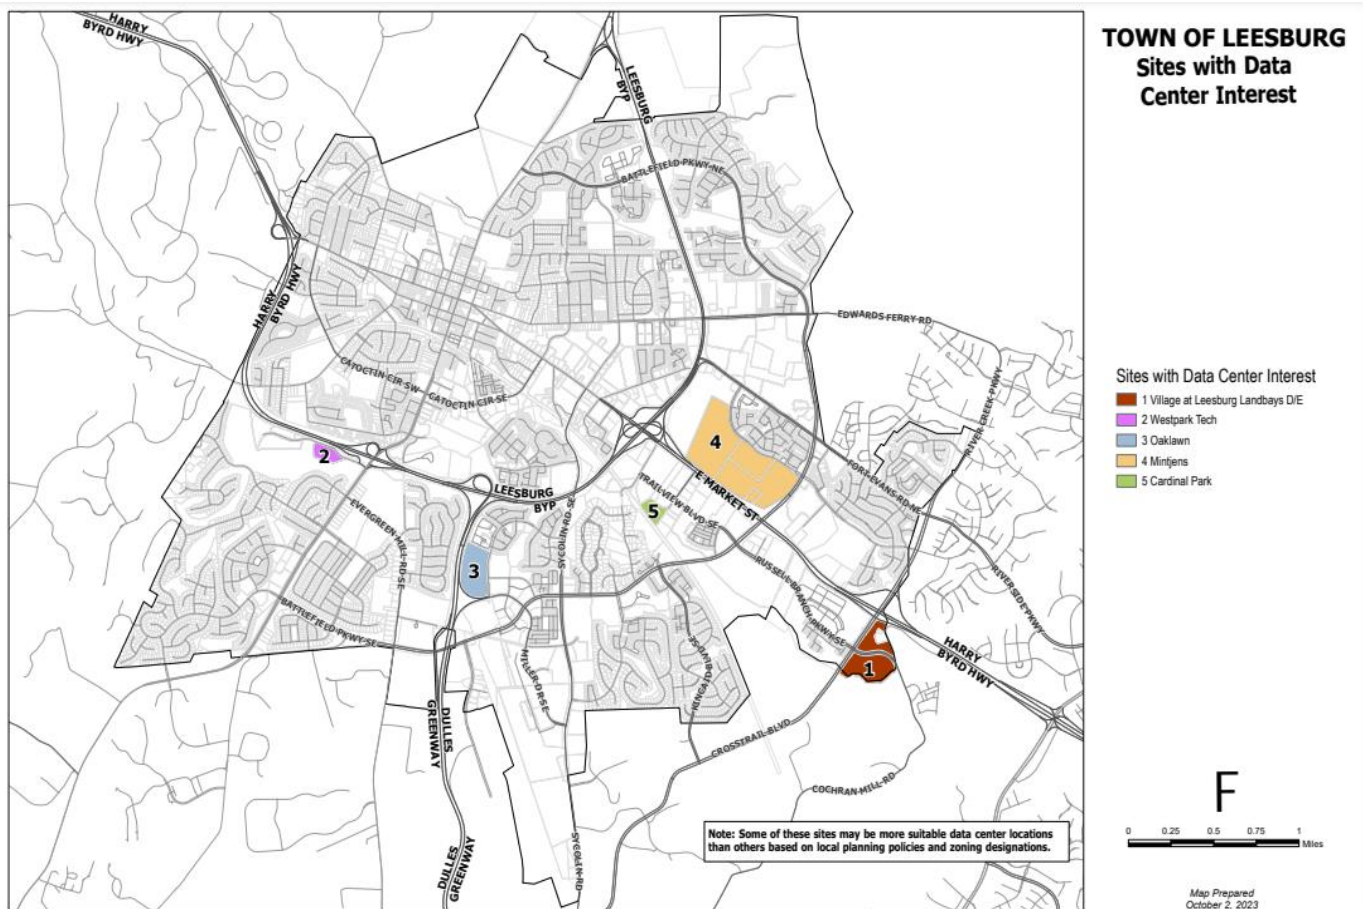 TOWN OF LEESBURG
Sites with Data
Center Interest
HARRY
BYRD HWY
LEESBURG
BYP
BATTLEFIELD-PKWY-NE
HARRY
BYRD HWY
EDWARDS-FERRY-RD
CATOCTIN-CIR-SW
CATOCTIN-CIR-SE
RIVER-CREEK-PKWY
Sites with Data Center Interest
1 Village at Leesburg Landbays D/E
2 Westpark Tech
3 Oaklawn
4 Mintjens
5 Cardinal Park
4
2
FORT-EVANS-RD-NE
E MARKET ST
TRAILVIEW-BLVD-SE
LEESBURG
BYP
5
EVERGREEN-MILL-RD-SE
SYCOLIN-RD-SE
3
RUSSELL-BRANCH-PKWY-SE
RIVERSIDE-PKWY
BATTLEFIELD-PKWY-SE
KINCAID-BLVD-SE
HARRY
BYRD HWY
1
MILLER-DR-SE
DULLES
GREENWAY
CROSSTRAIL-BLVD
COCHRAN-MILL-RD
F
Note: Some of these sites may be more suitable data center locations
than others based on local planning policies and zoning designations.
0 0.25 0.5 0.75 1
Miles
DULLES
GREENWAY
SYCOLIN-RD
Map Prepared
October 2, 2023